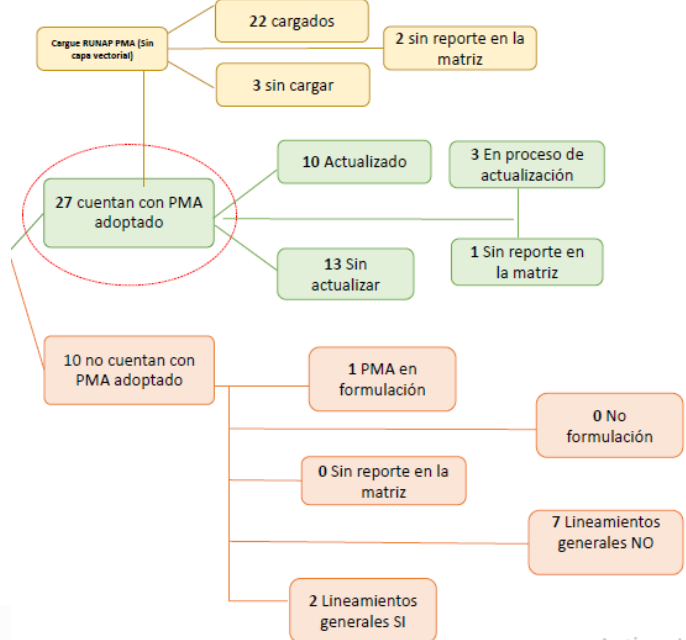 22 cargados
Cargue RUNAP PMA (Sin
capa vectorial)
2 sin reporte en la
matriz
3 sin cargar
10 Actualizado
3 En proceso de
actualización
27 cuentan con PMA
adoptado
13 Sin
actualizar
1 Sin reporte en
la matriz
10 no cuentan con
PMA adoptado
1 PMA en
formulación
0 No
formulación
0 Sin reporte en la
matriz
7 Lineamientos
generales NO
2 Lineamientos
generales SI